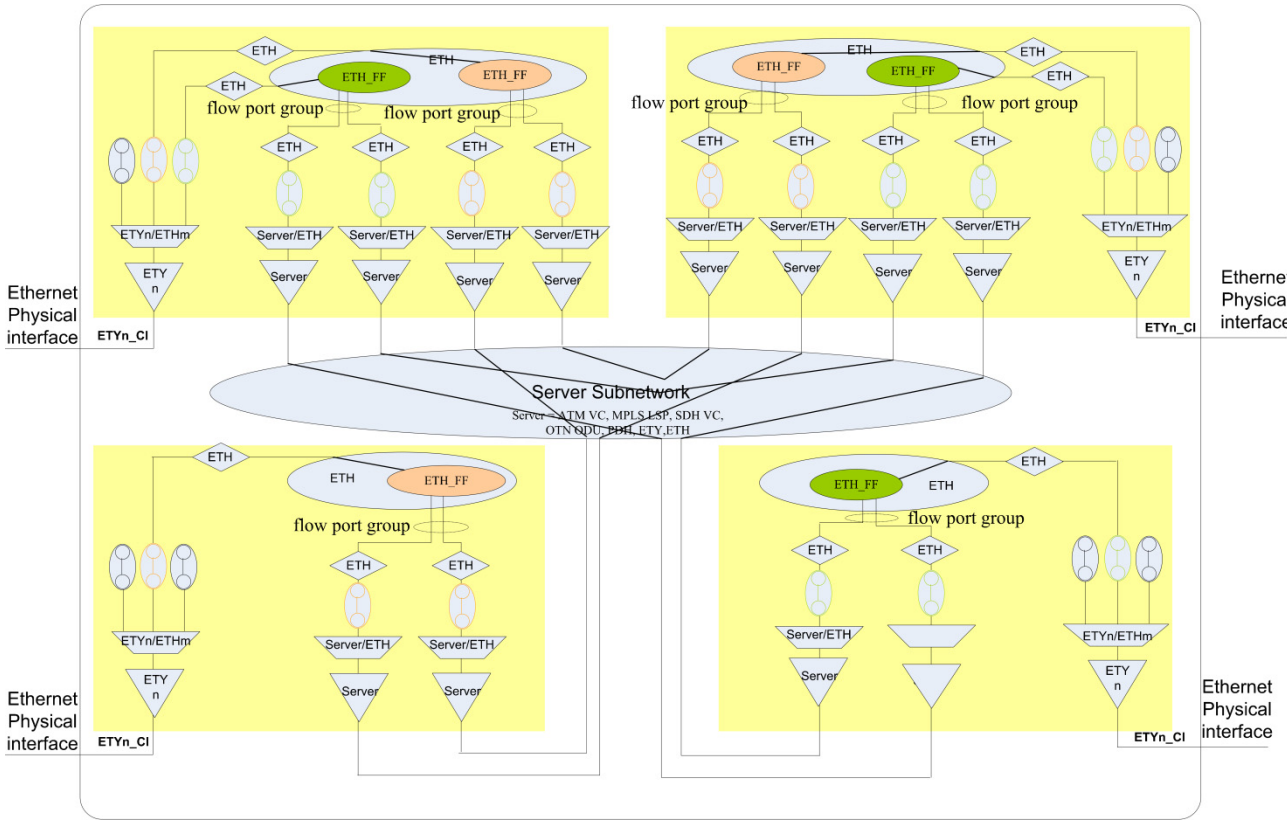 ETH
ETH
ETH
ETH_FF
ETH_FF
flow port group
flow port group
ETH
ETH
ETH
ETH
ETYn/ETHm
Server/ETH
Server/ETH
Server/ETH
Server/ETH
ETY
n
Server
Server
Server
Server
Ethernet
Physical
interface
ETYn_CI
ETH
ETH
ETH
ETH_FF
ETH_FF
flow port group
flow port group
ETH
ETH
ETH
ETH
Server/ETH
Server/ETH
Server/ETH
Server/ETH
ETYn/ETHm
Server
Server
Server
Server
ETY
n
Ethernet
Physical
interface
ETYn_CI
Server Subnetwork
Server = ATM VC, MPLS LSP, SDH VC,
OTN ODU, PDH, ETY,ETH
ETH
ETH
ETH_FF
flow port group
ETH
ETH
ETYn/ETHm
Server/ETH
Server/ETH
ETY
n
Server
Server
Ethernet
Physical
interface
ETYn_CI
ETH
ETH_FF
ETH
flow port group
ETH
ETH
Server/ETH
ETYn/ETHm
Server
ETY
n
Ethernet
Physical
interface
ETYn_CI